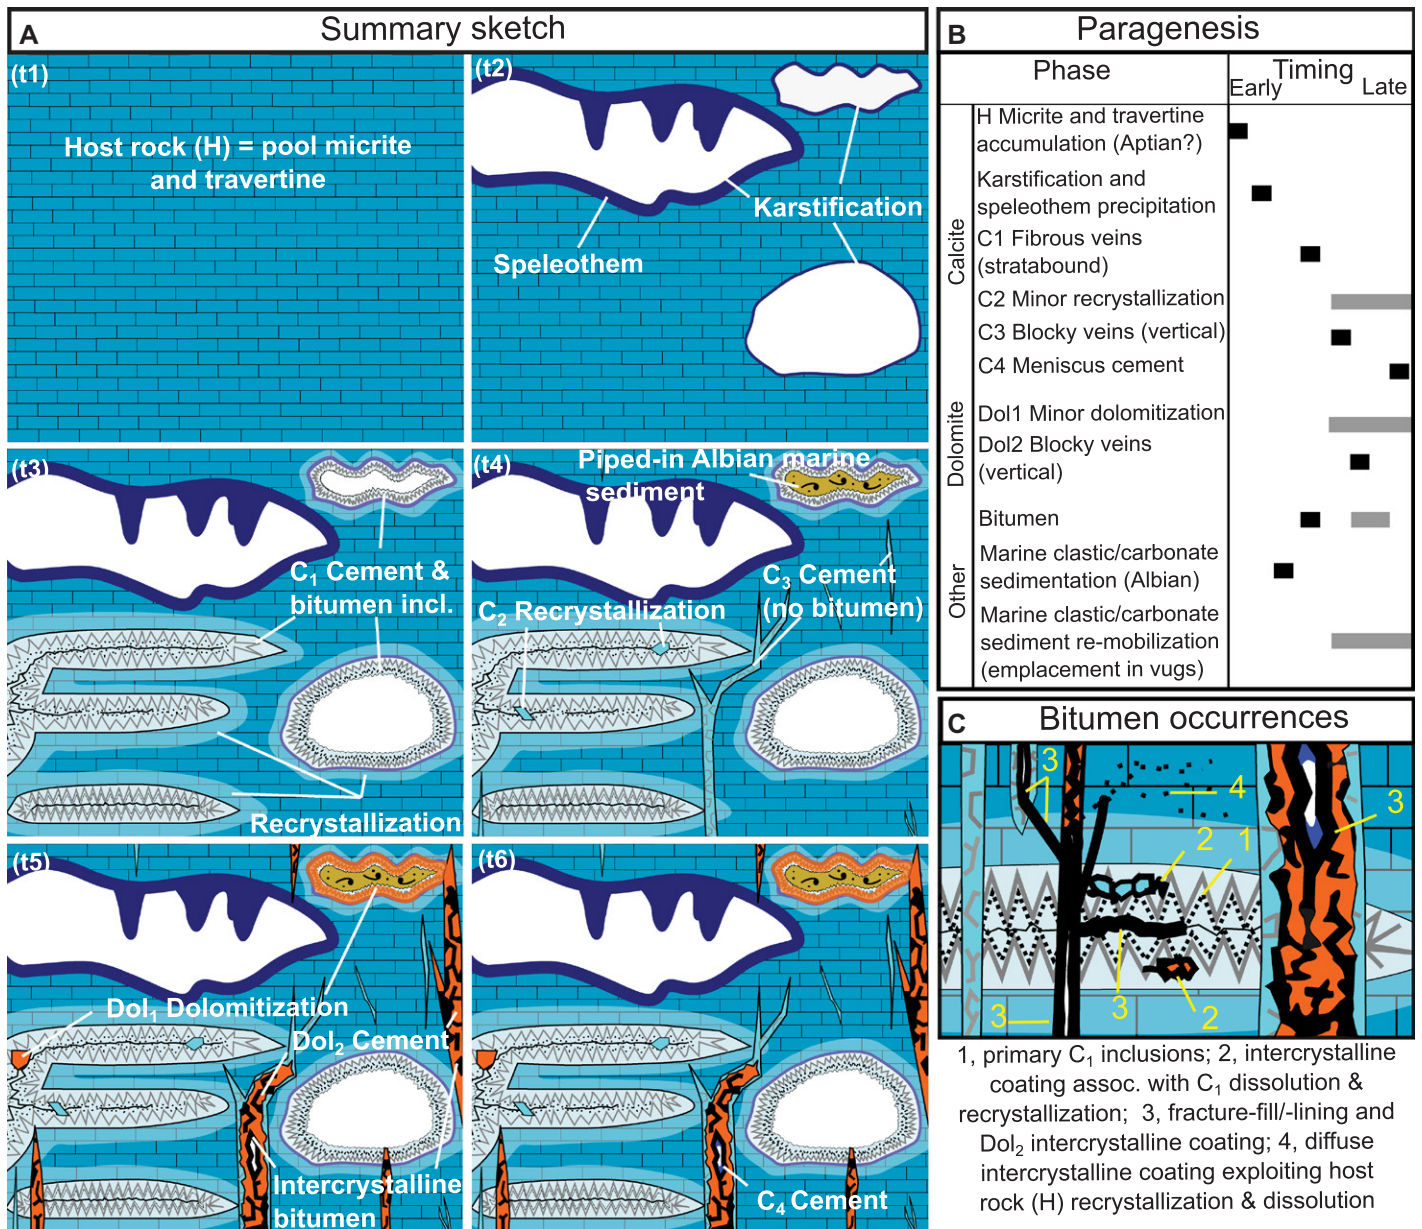 A Summary sketch
(t1)
Host rock (H) = pool micrite
and travertine
(t2)
Karstification
Speleothem
(t3)
C1 Cement &
bitumen incl.
Recrystallization
(t4)
Piped-in Albian marine
sediment
C3 Cement
(no bitumen)
C2 Recrystallization
(t5)
Dol1 Dolomitization
Dol2 Cement
Intercrystalline
bitumen
(t6)
C4 Cement
B Paragenesis
Phase
Timing
Early
Late
Calcite
H Micrite and travertine
accumulation (Aptian?)
Karstification and
speleothem precipitation
C1 Fibrous veins
(stratabound)
C2 Minor recrystallization
C3 Blocky veins (vertical)
C4 Meniscus cement
Dolomite
Dol1 Minor dolomitization
Dol2 Blocky veins
(vertical)
Other
Bitumen
Marine clastic/carbonate
sedimentation (Albian)
Marine clastic/carbonate
sediment re-mobilization
(emplacement in vugs)
C Bitumen occurrences
3
4
3
2
1
3
3
2
1, primary C1 inclusions; 2, intercrystalline
coating assoc. with C1 dissolution &
recrystallization; 3, fracture-fill/-lining and
Dol2 intercrystalline coating; 4, diffuse
intercrystalline coating exploiting host
rock (H) recrystallization & dissolution